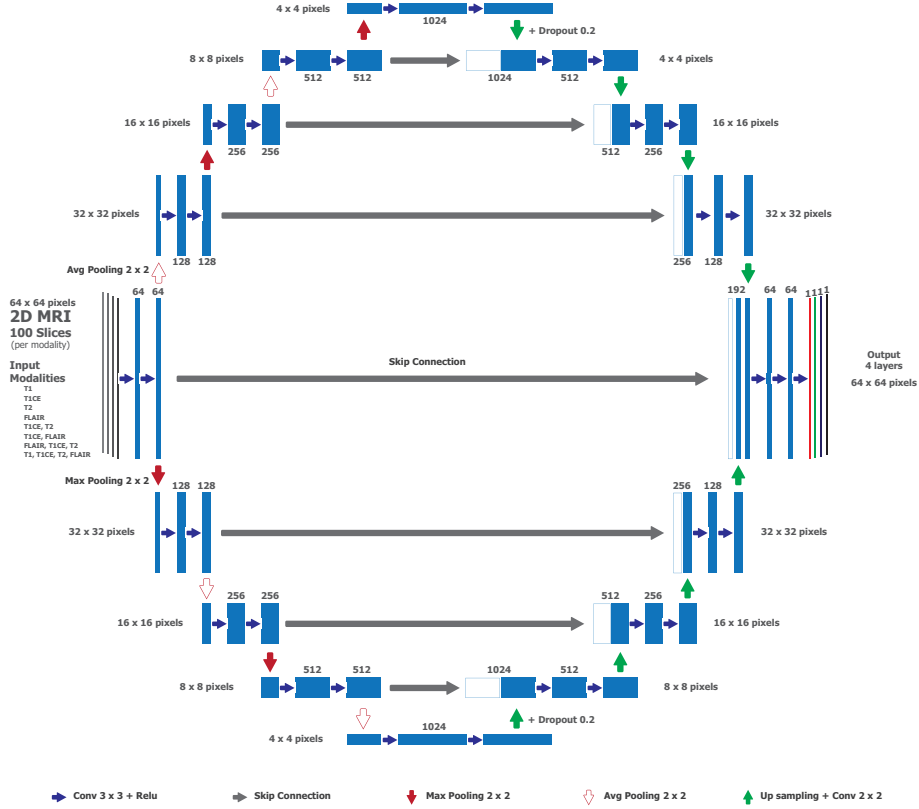 4 x 4 pixels
1024
+ Dropout 0.2
8 x 8 pixels
512
512
1024
512
4 x 4 pixels
16 x 16 pixels
256
256
512
256
16 x 16 pixels
32 x 32 pixels
128
128
256
128
32 x 32 pixels
Avg Pooling 2 x 2
64
64
192
64
64
1111
64 x 64 pixels
2D MRI
100 Slices
(per modality)
Input
Modalities
T1
T1CE
T2
FLAIR
T1CE, T2
T1CE, FLAIR
FLAIR, T1CE, T2
T1, T1CE, T2, FLAIR
Skip Connection
Output
4 layers
64 x 64 pixels
Max Pooling 2 x 2
128
128
256
128
32 x 32 pixels
32 x 32 pixels
256
256
512
256
16 x 16 pixels
16 x 16 pixels
512
512
1024
512
8 x 8 pixels
8 x 8 pixels
1024
+ Dropout 0.2
4 x 4 pixels
Conv 3 x 3 + Relu
Skip Connection
Max Pooling 2 x 2
Avg Pooling 2 x 2
Up sampling + Conv 2 x 2